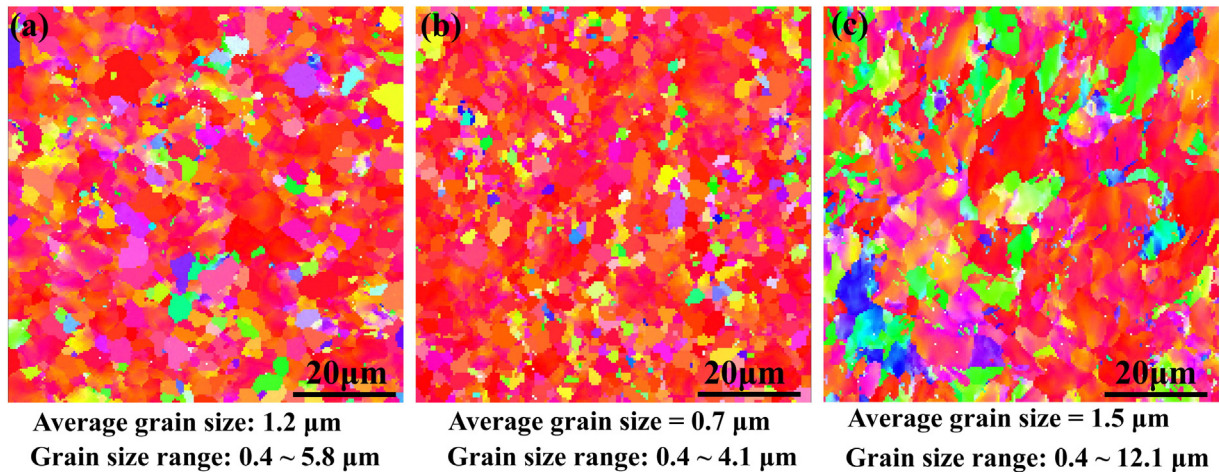 (a)
(b)
(c)
20μm
20μm
20μm
Average grain size: 1.2 μm
Grain size range: 0.4 ~ 5.8 μm
Average grain size = 0.7 μm
Grain size range: 0.4 ~ 4.1 μm
Average grain size = 1.5 μm
Grain size range: 0.4 ~ 12.1 μm